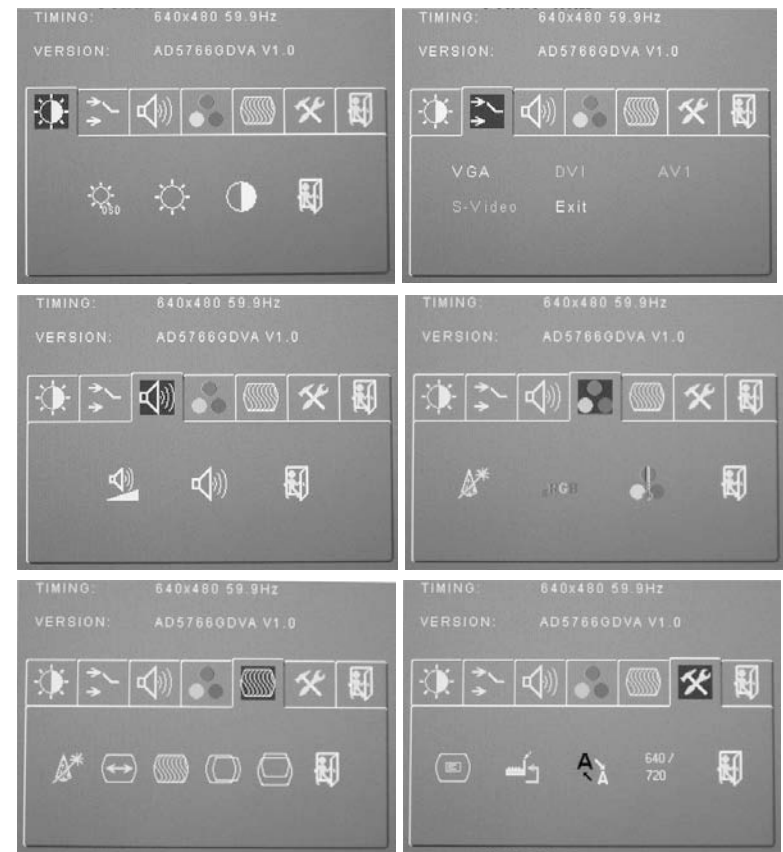 TIMING: 640x480 59.9Hz
VERSION: AD5766GDVA V1.0
OSD
TIMING: 640x480 59.9Hz
VERSION: AD5766GDVA V1.0
VGA DVI AV1
S-Video Exit
TIMING: 640x480 59.9Hz
VERSION: AD5766GDVA V1.0
TIMING: 640x480 59.9Hz
VERSION: AD5766GDVA V1.0
sRGB
TIMING: 640x480 59.9Hz
VERSION: AD5766GDVA V1.0
TIMING: 640x480 59.9Hz
VERSION: AD5766GDVA V1.0
A A
640 /
720